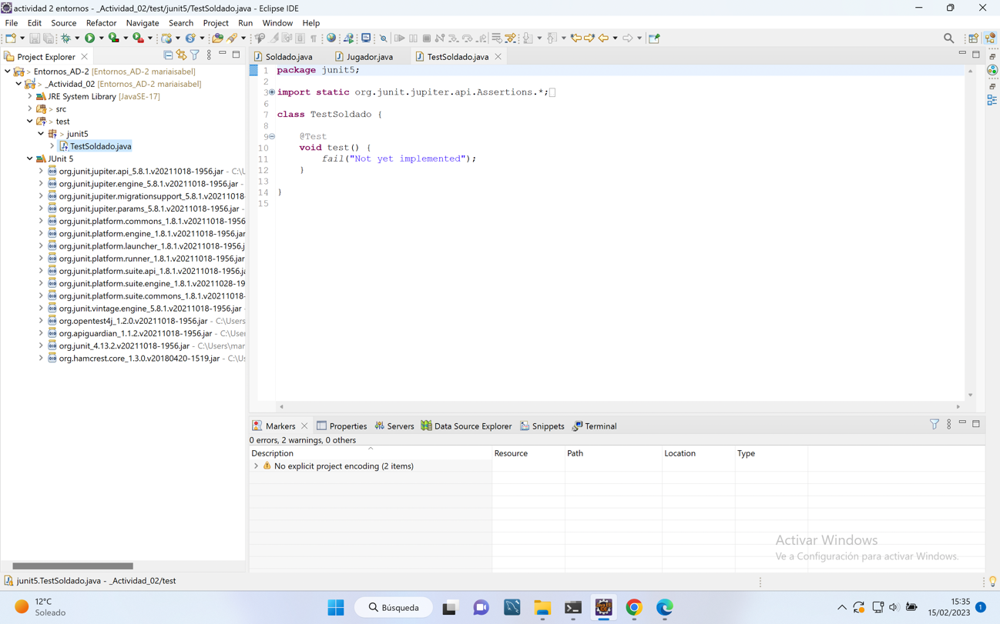 actividad 2 entornos - _Actividad_02/test/junit5/TestSoldado.java - Eclipse IDE
File Edit Source Refactor Navigate Search Project Run Window Help
Project Explorer
Entornos_AD-2 [Entornos_AD-2 mariaisabel]
_Actividad_02 [Entornos_AD-2 mariaisabel]
JRE System Library [JavaSE-17]
> src
> test
> junit5
TestSoldado.java
JUnit 5
org.junit.jupiter.api_5.8.1.v20211018-1956.jar - C:\U
org.junit.jupiter.engine_5.8.1.v20211018-1956.jar -
org.junit.jupiter.migrationsupport_5.8.1.v20211018-
org.junit.jupiter.params_5.8.1.v20211018-1956.jar -
org.junit.platform.commons_1.8.1.v20211018-1956
org.junit.platform.engine_1.8.1.v20211018-1956.jar
org.junit.platform.launcher_1.8.1.v20211018-1956.j
org.junit.platform.runner_1.8.1.v20211018-1956.jar
org.junit.platform.suite.api_1.8.1.v20211018-1956.ja
org.junit.platform.suite.engine_1.8.1.v20211028-19
org.junit.platform.suite.commons_1.8.1.v20211018-
org.junit.vintage.engine_5.8.1.v20211018-1956.jar
org.opentest4j_1.2.0.v20211018-1956.jar - C:\Users
org.apiguardian_1.1.2.v20211018-1956.jar - C:\User
org.junit_4.13.2.v20211018-1956.jar - C:\Users\mar
org.hamcrest.core_1.3.0.v20180420-1519.jar - C:\Us
Soldado.java Jugador.java TestSoldado.java
1 package junit5;
2
3 import static org.junit.jupiter.api.Assertions.*;
6
7 class TestSoldado {
8
9 @Test
10 void test() {
11 fail("Not yet implemented");
12 }
13
14 }
15
Markers Properties Servers Data Source Explorer Snippets Terminal
0 errors, 2 warnings, 0 others
Description Resource Path Location Type
No explicit project encoding (2 items)
Activar Windows
Ve a Configuración para activar Windows.
junit5.TestSoldado.java - _Actividad_02/test
12°C
Soleado
Búsqueda
15:35
15/02/2023
1